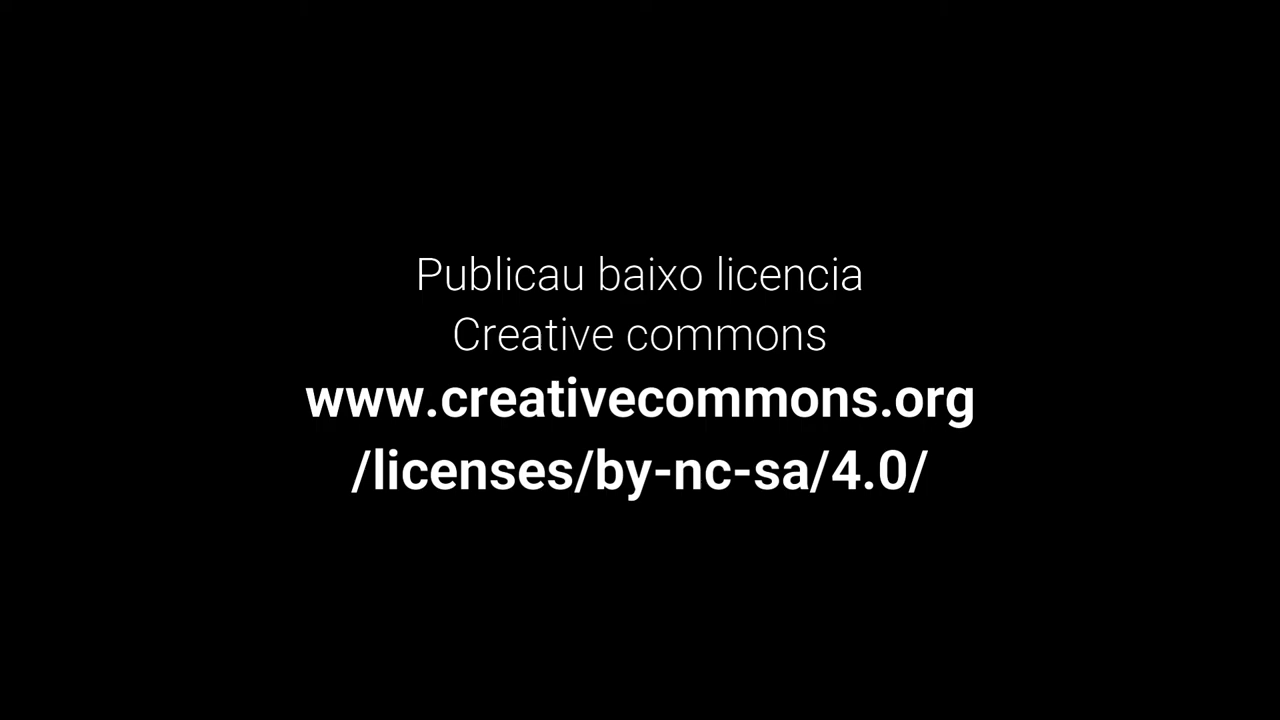 Publicau baixo licencia
Creative commons
www.creativecommons.org
/licenses/by-nc-sa/4.0/